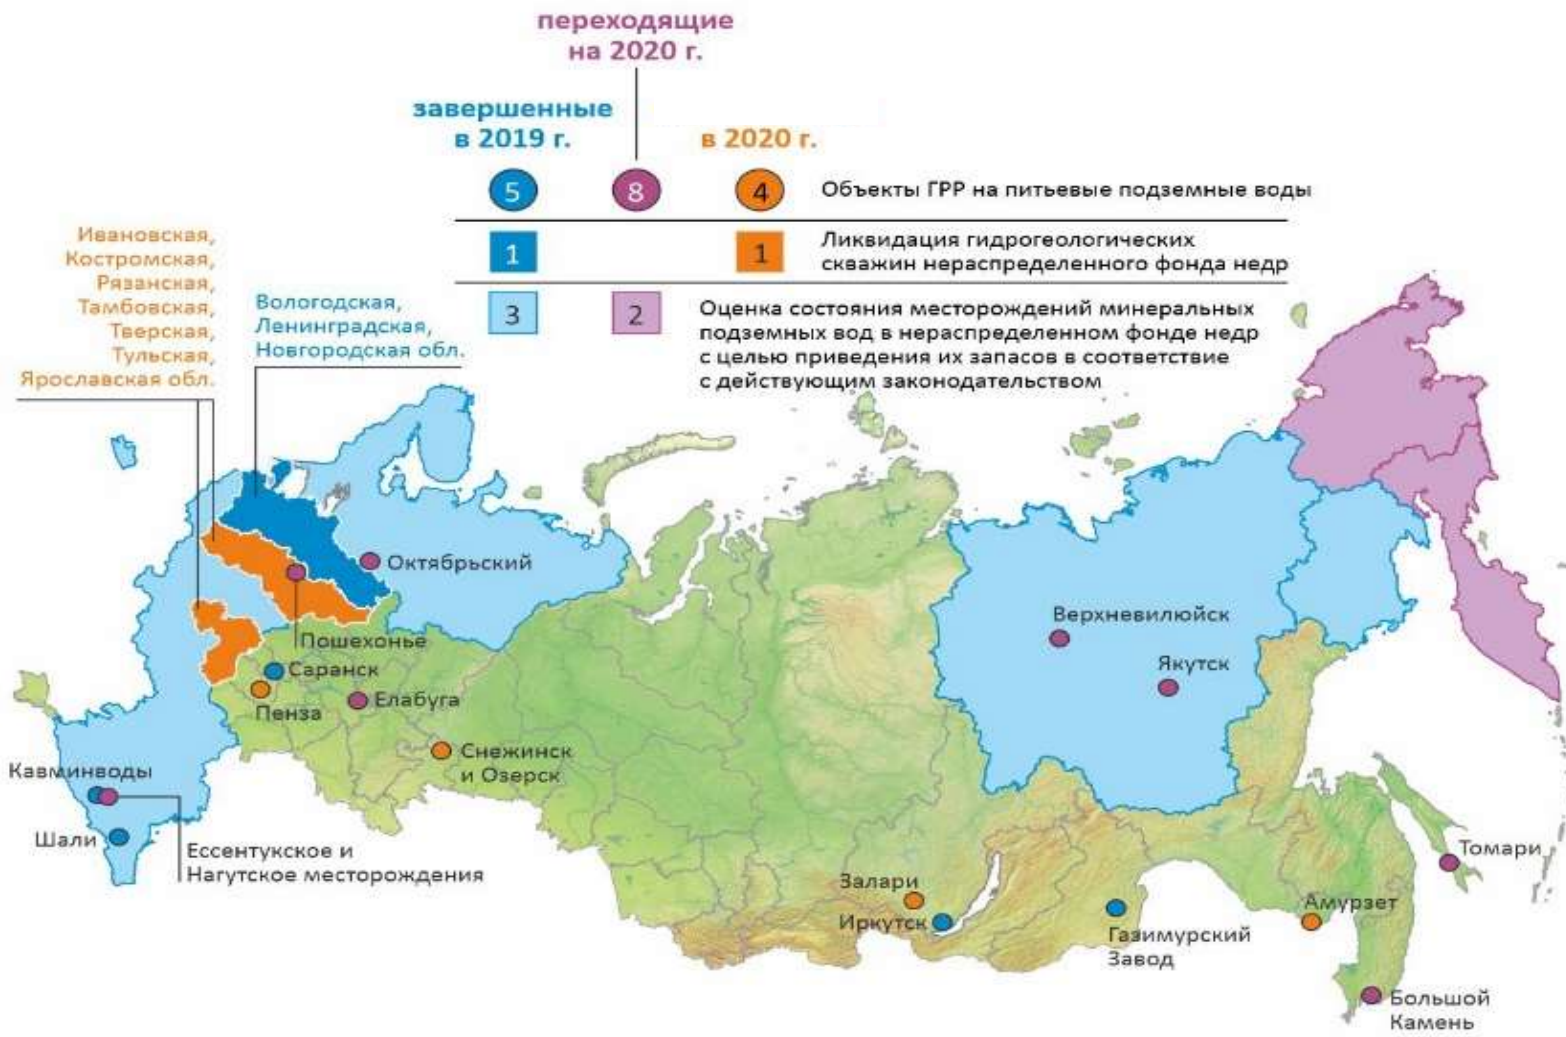 переходящие
на 2020 г.
завершенные
в 2019 г.
в 2020 г.
5
8
4
Объекты ГРР на питьевые подземные воды
1
1
Ликвидация гидрогеологических
скважин нераспределенного фонда недр
3
2
Оценка состояния месторождений минеральных
подземных вод в нераспределенном фонде недр
с целью приведения их запасов в соответствие
с действующим законодательством
Ивановская,
Костромская,
Рязанская,
Тамбовская,
Тверская,
Тульская,
Ярославская обл.
Вологодская,
Ленинградская,
Новгородская обл.
Октябрьский
Пошехонье
Саранск
Пенза
Елабуга
Снежинск
и Озерск
Кавминводы
Шали
Ессентукское и
Нагутское месторождения
Верхневилюйск
Якутск
Залари
Иркутск
Газимурский
Завод
Амурзет
Томари
Большой
Камень